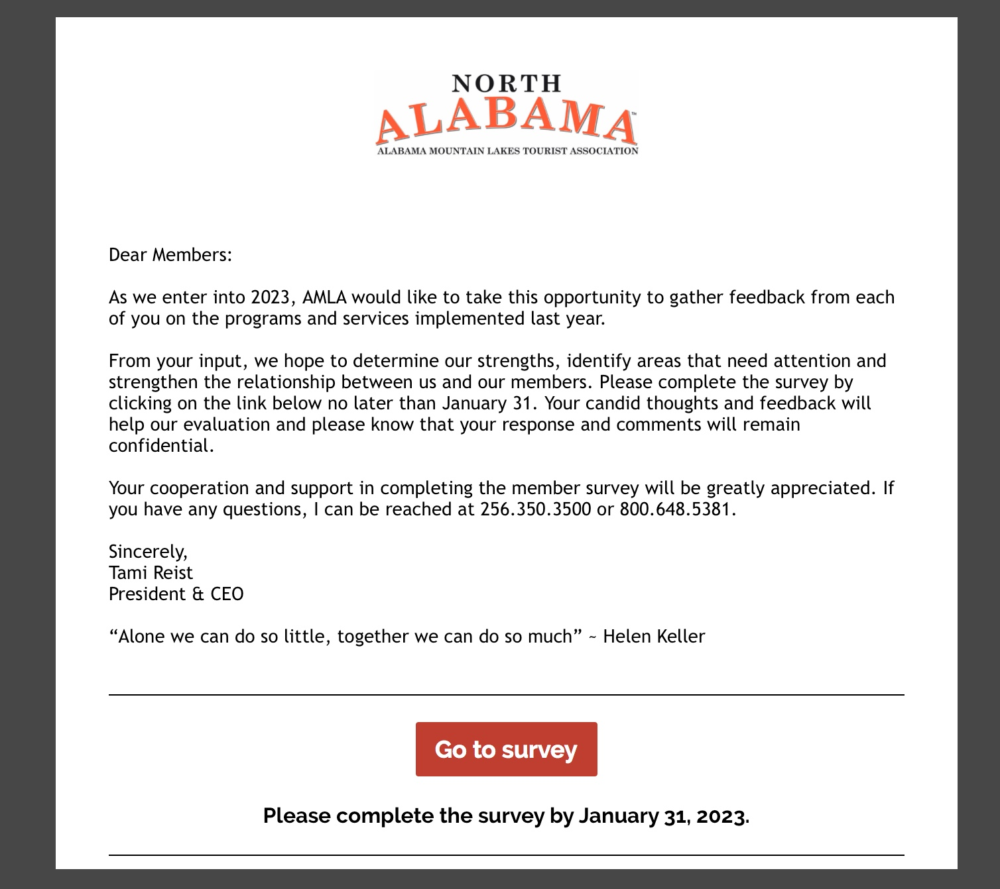 NORTH
ALABAMA™
ALABAMA MOUNTAIN LAKES TOURIST ASSOCIATION
Dear Members:
As we enter into 2023, AMLA would like to take this opportunity to gather feedback from each
of you on the programs and services implemented last year.
From your input, we hope to determine our strengths, identify areas that need attention and
strengthen the relationship between us and our members. Please complete the survey by
clicking on the link below no later than January 31. Your candid thoughts and feedback will
help our evaluation and please know that your response and comments will remain
confidential.
Your cooperation and support in completing the member survey will be greatly appreciated. If
you have any questions, I can be reached at 256.350.3500 or 800.648.5381.
Sincerely,
Tami Reist
President & CEO
“Alone we can do so little, together we can do so much” ~ Helen Keller
Go to survey
Please complete the survey by January 31, 2023.